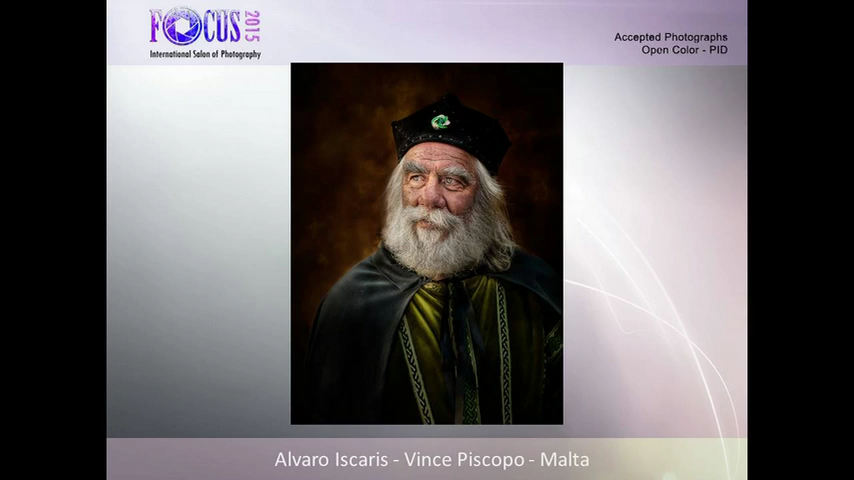 FOCUS 2015
International Salon of Photography
Accepted Photographs
Open Color - PID
Alvaro Iscaris - Vince Piscopo - Malta